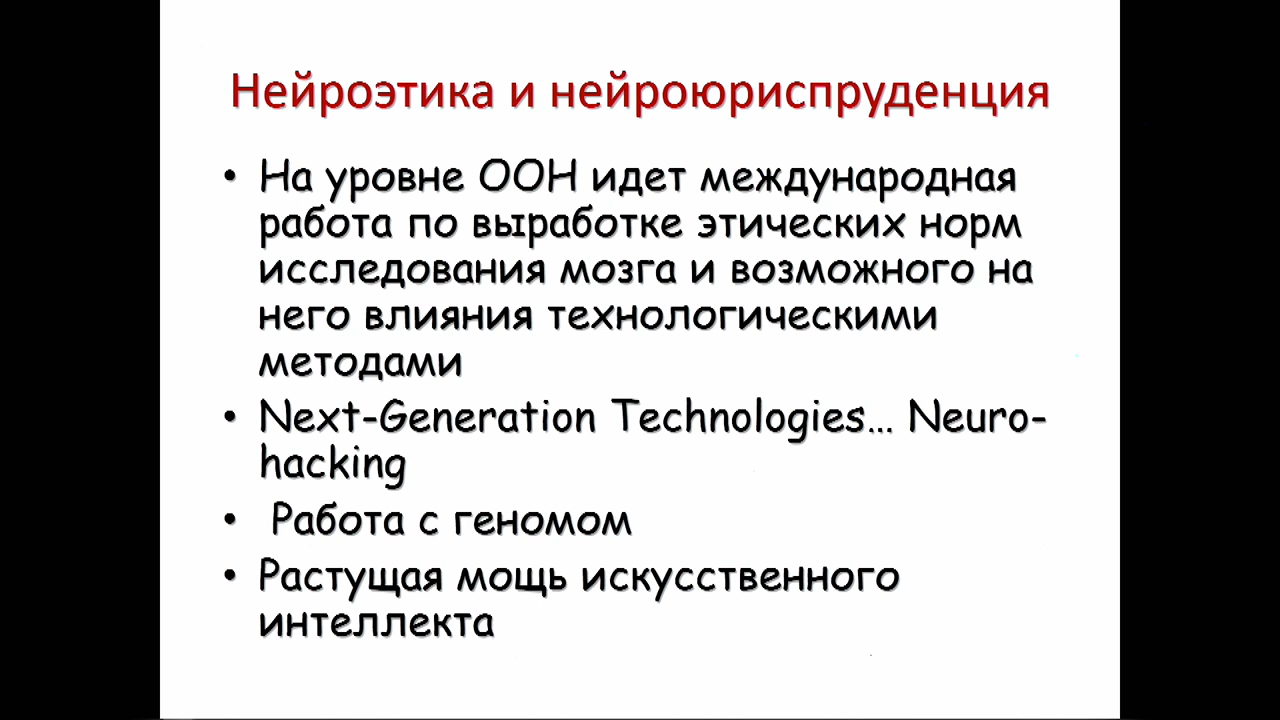 Нейроэтика и нейроюриспруденция
• На уровне ООН идет международная
работа по выработке этических норм
исследования мозга и возможного на
него влияния технологическими
методами
• Next-Generation Technologies… Neuro-
hacking
• Работа с геномом
• Растущая мощь искусственного
интеллекта